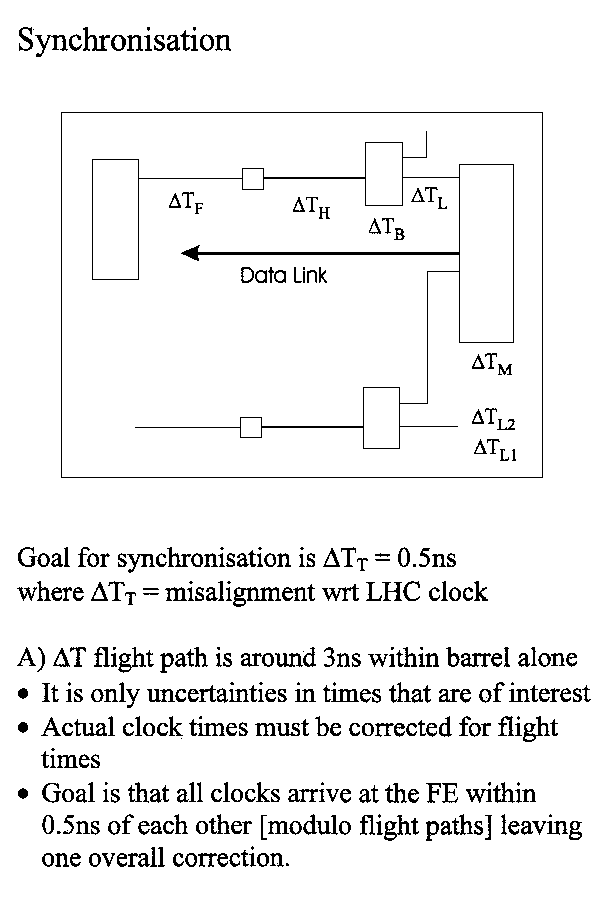 Synchronisation
ΔT_F
ΔT_H
ΔT_L
ΔT_B
Data Link
ΔT_M
ΔT_L2
ΔT_L1
Goal for synchronisation is ΔT_T = 0.5ns
where ΔT_T = misalignment wrt LHC clock
A) ΔT flight path is around 3ns within barrel alone
• It is only uncertainties in times that are of interest
• Actual clock times must be corrected for flight
times
• Goal is that all clocks arrive at the FE within
0.5ns of each other [modulo flight paths] leaving
one overall correction.